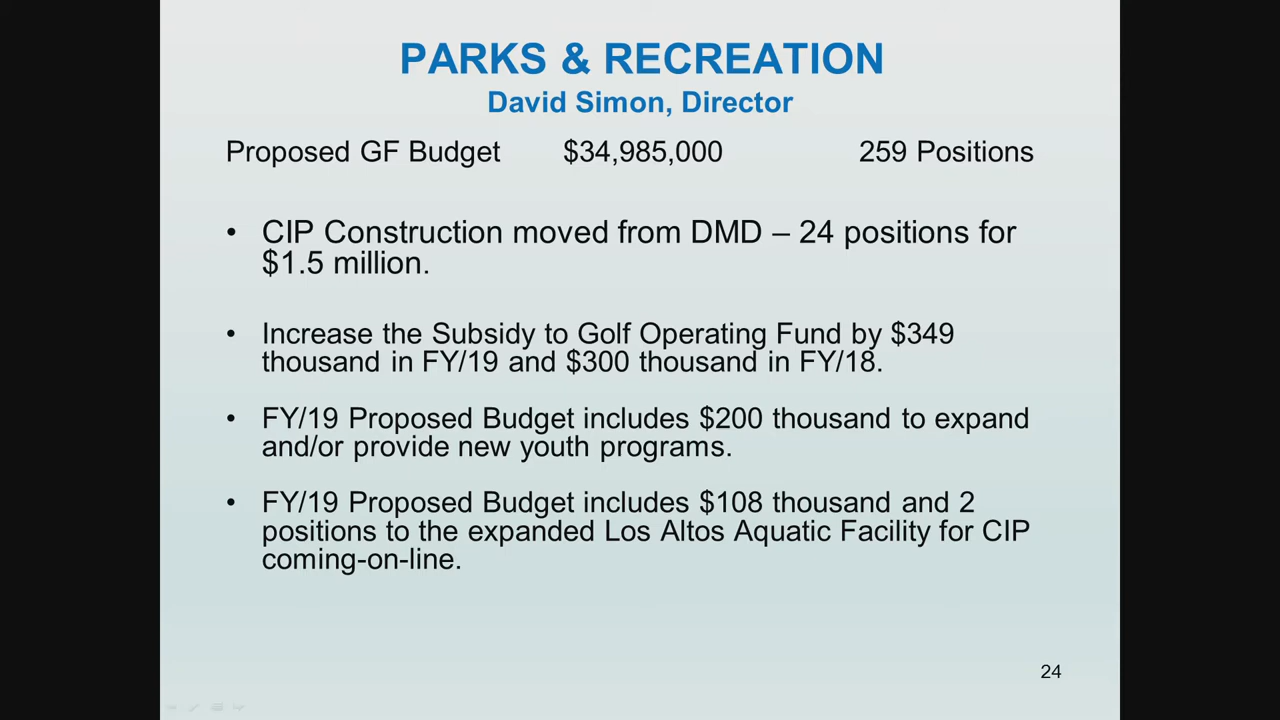 PARKS & RECREATION
David Simon, Director
Proposed GF Budget $34,985,000 259 Positions
• CIP Construction moved from DMD – 24 positions for
$1.5 million.
• Increase the Subsidy to Golf Operating Fund by $349
thousand in FY/19 and $300 thousand in FY/18.
• FY/19 Proposed Budget includes $200 thousand to expand
and/or provide new youth programs.
• FY/19 Proposed Budget includes $108 thousand and 2
positions to the expanded Los Altos Aquatic Facility for CIP
coming-on-line.
24